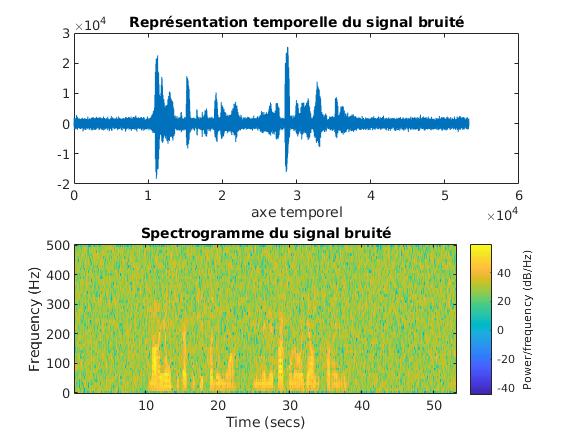 Représentation temporelle du signal bruité
×10⁴
3
2
1
0
-1
-2
0 1 2 3 4 5 6
axe temporel
×10⁴
Spectrogramme du signal bruité
500
400
300
200
100
0
Frequency (Hz)
10 20 30 40 50
Time (secs)
40
20
0
-20
-40
Power/frequency (dB/Hz)